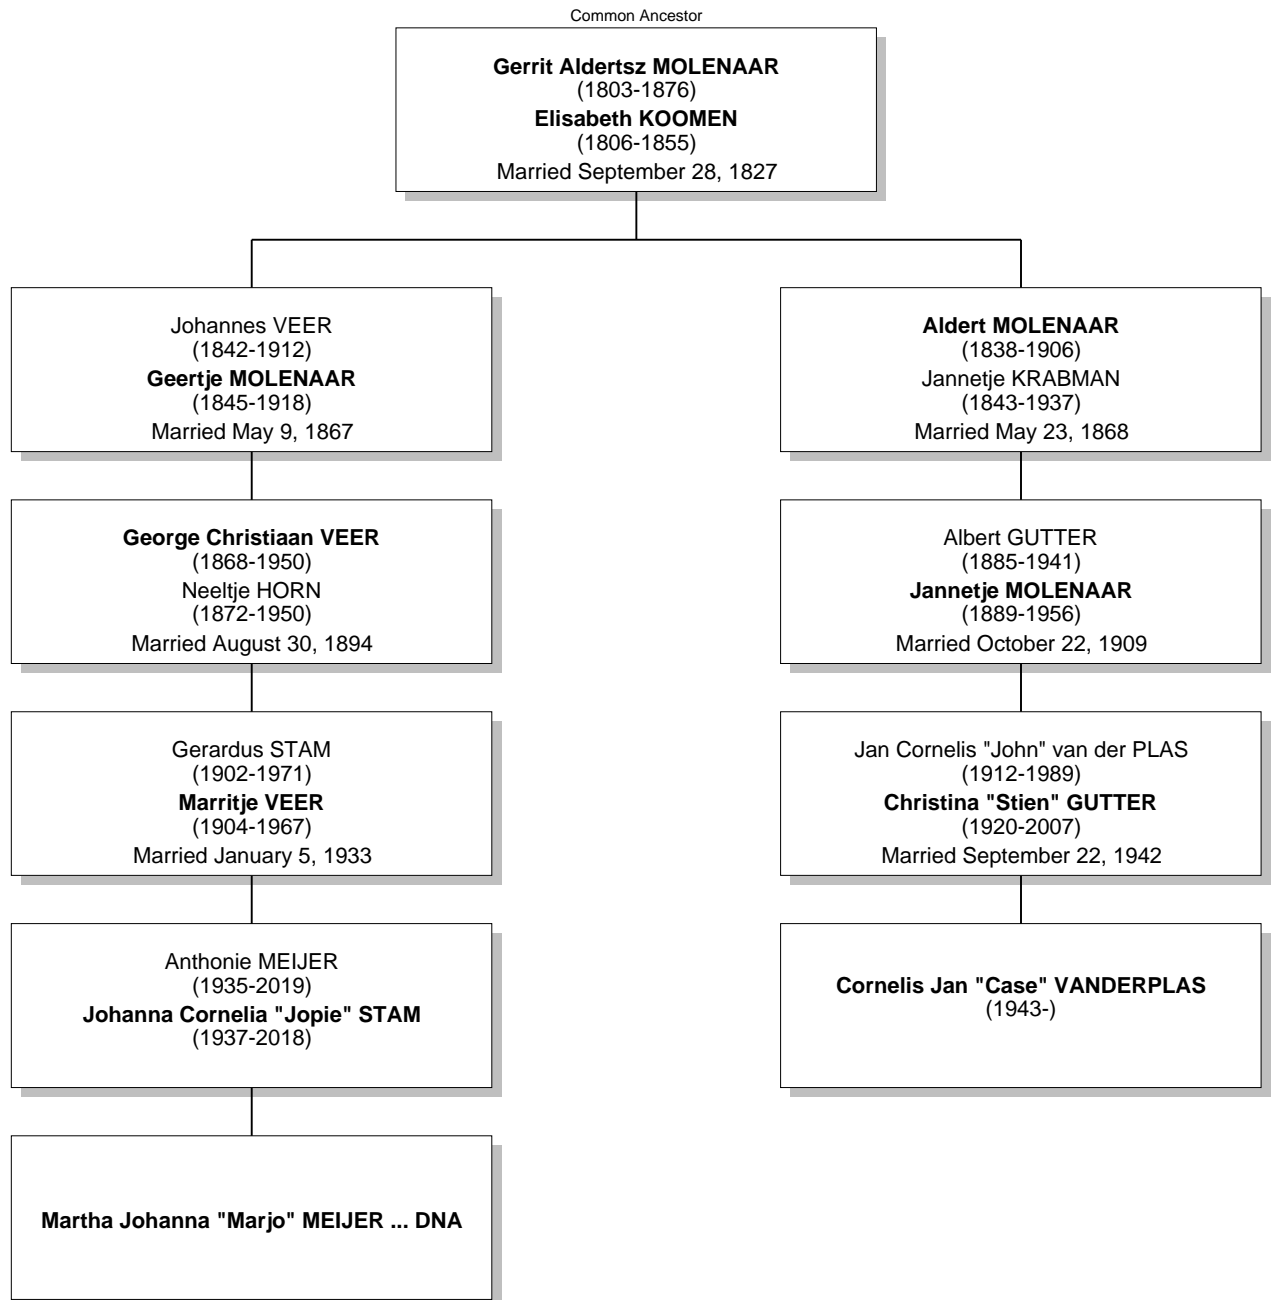 Common Ancestor
Gerrit Aldertsz MOLENAAR
(1803-1876)
Elisabeth KOOMEN
(1806-1855)
Married September 28, 1827
Johannes VEER
(1842-1912)
Geertje MOLENAAR
(1845-1918)
Married May 9, 1867
Aldert MOLENAAR
(1838-1906)
Jannetje KRABMAN
(1843-1937)
Married May 23, 1868
George Christiaan VEER
(1868-1950)
Neeltje HORN
(1872-1950)
Married August 30, 1894
Albert GUTTER
(1885-1941)
Jannetje MOLENAAR
(1889-1956)
Married October 22, 1909
Gerardus STAM
(1902-1971)
Marritje VEER
(1904-1967)
Married January 5, 1933
Jan Cornelis "John" van der PLAS
(1912-1989)
Christina "Stien" GUTTER
(1920-2007)
Married September 22, 1942
Anthonie MEIJER
(1935-2019)
Johanna Cornelia "Jopie" STAM
(1937-2018)
Cornelis Jan "Case" VANDERPLAS
(1943-)
Martha Johanna "Marjo" MEIJER ... DNA